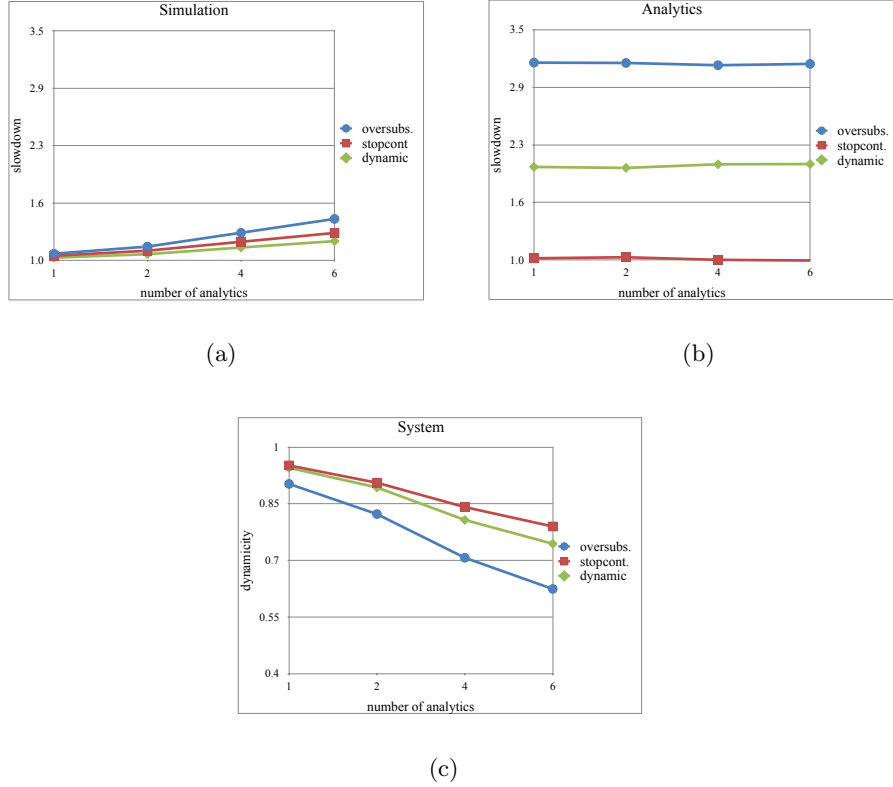 Simulation
3.5
2.9
2.3
1.6
1.0
slowdown
1 2 4 6
number of analytics
oversubs.
stopcont
dynamic
(a)
Analytics
3.5
2.9
2.3
1.6
1.0
slowdown
1 2 4 6
number of analytics
oversubs.
stopcont.
dynamic
(b)
System
1
0.85
0.7
0.55
0.4
dynamicity
1 2 4 6
number of analytics
oversubs.
stopcont.
dynamic
(c)